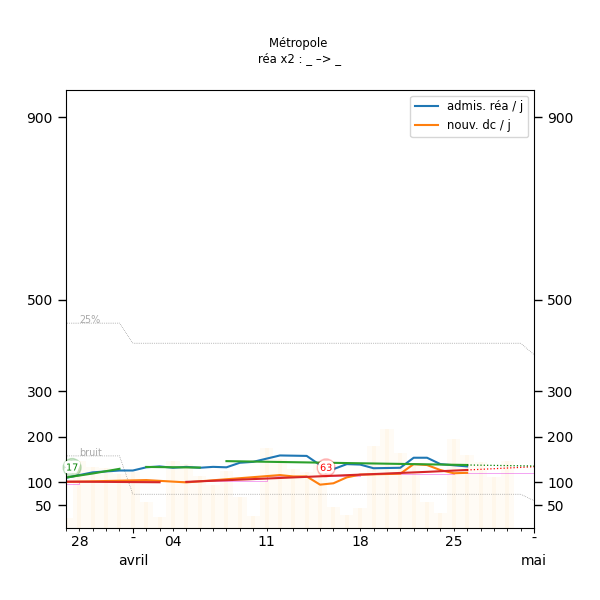 Métropole
réa x2 : _ –> _
admis. réa / j
nouv. dc / j
900 900
500 500
25%
300 300
200 200
bruit
17 63
100 100
50 50
28 - 04 11 18 25 -
avril mai